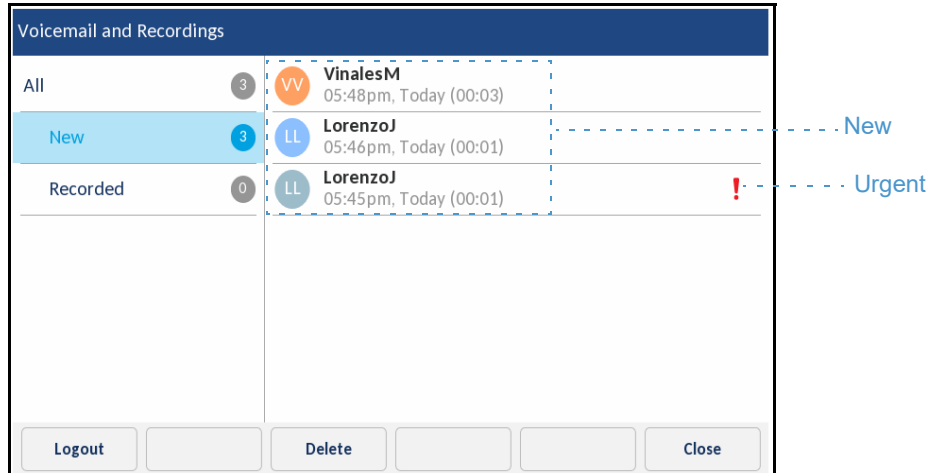 Voicemail and Recordings
All 3
New 3
Recorded 0
VV VinalesM
05:48pm, Today (00:03)
LL LorenzoJ
05:46pm, Today (00:01)
LL LorenzoJ
05:45pm, Today (00:01)
!
New
Urgent
Logout Delete Close